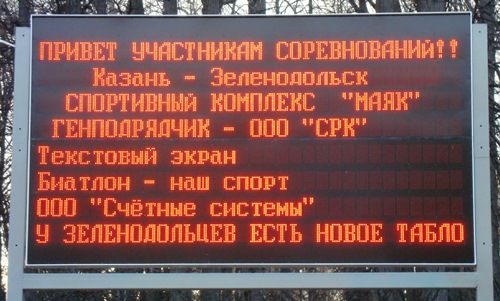 ПРИВЕТ УЧАСТНИКАМ СОРЕВНОВАНИЙ!!
Казань - Зеленодольск
СПОРТИВНЫЙ КОМПЛЕКС "МАЯК"
ГЕНПОДРЯДЧИК - ООО "СРК"
Текстовый экран
Биатлон - наш спорт
ООО "Счётные системы"
У ЗЕЛЕНОДОЛЬЦЕВ ЕСТЬ НОВОЕ ТАБЛО